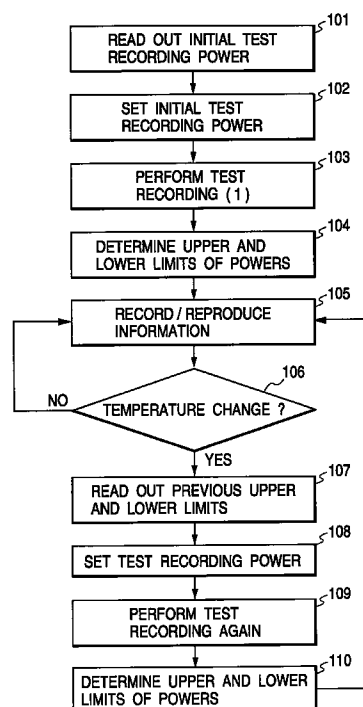 101
READ OUT INITIAL TEST
RECORDING POWER
102
SET INITIAL TEST
RECORDING POWER
103
PERFORM TEST
RECORDING (1)
104
DETERMINE UPPER AND
LOWER LIMITS OF POWERS
105
RECORD / REPRODUCE
INFORMATION
106
NO
TEMPERATURE CHANGE ?
YES
107
READ OUT PREVIOUS UPPER
AND LOWER LIMITS
108
SET TEST RECORDING POWER
109
PERFORM TEST
RECORDING AGAIN
110
DETERMINE UPPER AND LOWER
LIMITS OF POWERS